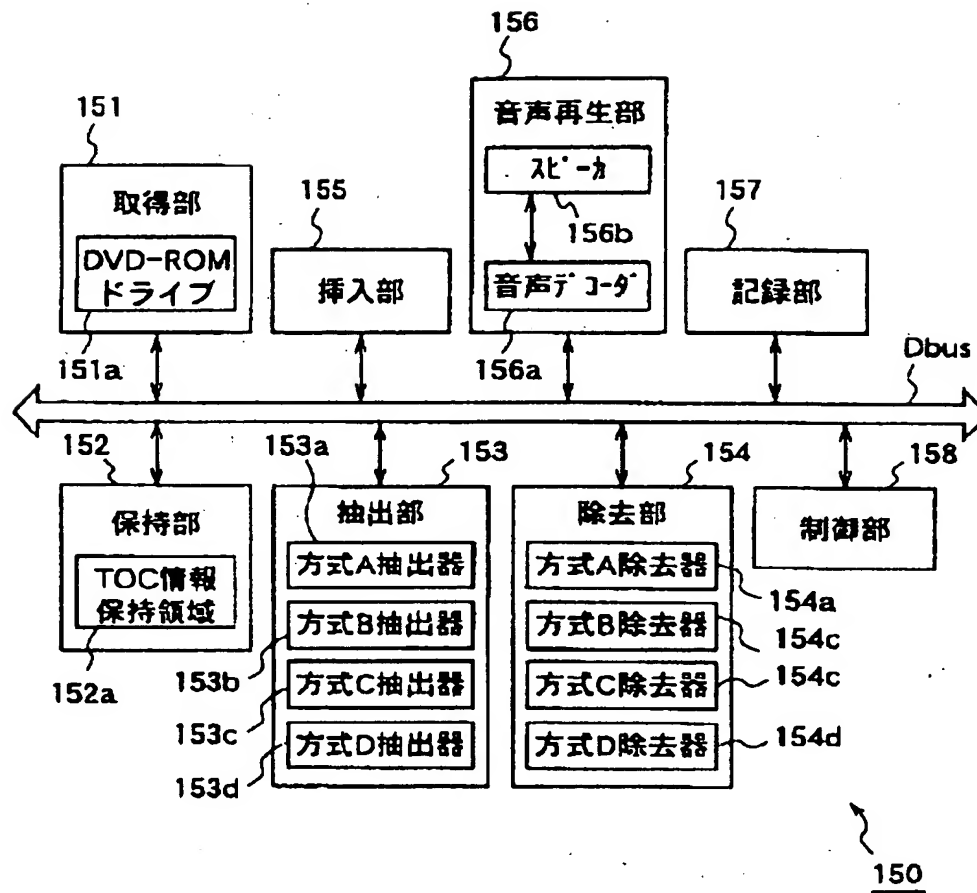 156
151
音声再生部
取得部
155
スピーカ
157
DVD-ROM
ドライブ
挿入部
156b
音声デコーダ
記録部
151a
156a
Dbus
152
153a
153
154
158
保持部
抽出部
除去部
制御部
TOC情報
保持領域
方式A抽出器
方式A除去器
154a
方式B抽出器
方式B除去器
154c
152a
153b
方式C抽出器
方式C除去器
154c
153c
方式D抽出器
方式D除去器
154d
153d
150